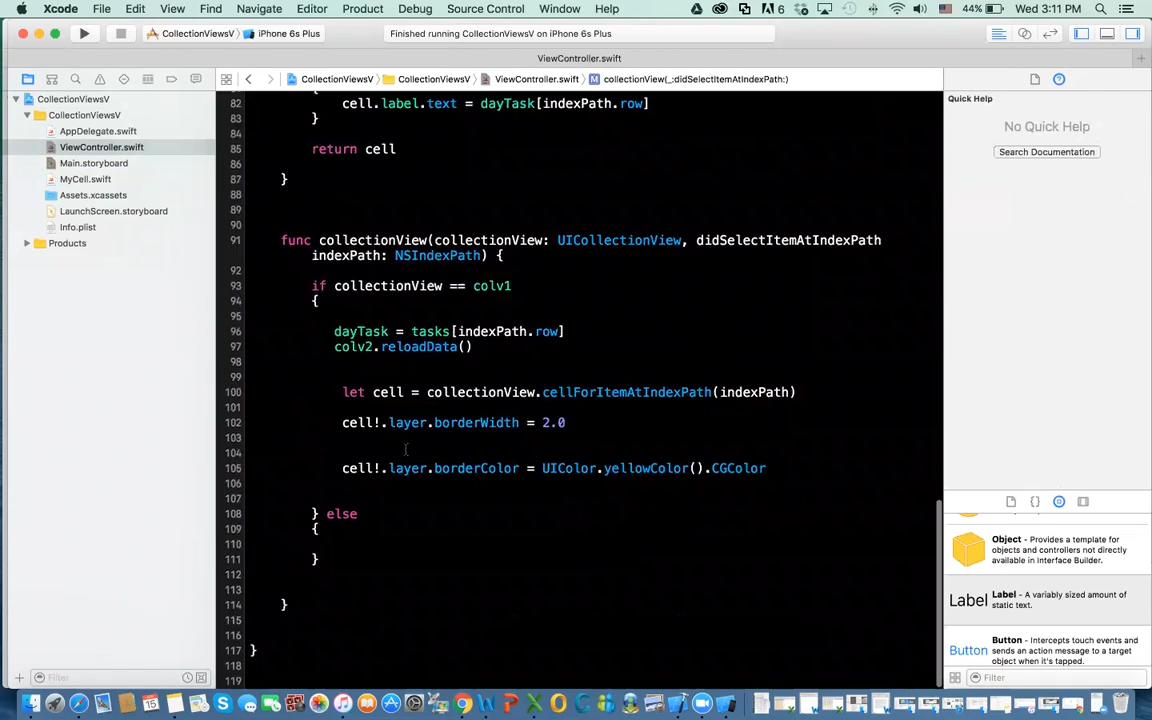 Xcode File Edit View Find Navigate Editor Product Debug Source Control Window Help 6 44% Wed 3:11 PM
CollectionViewsV iPhone 6s Plus Finished running CollectionViewsV on iPhone 6s Plus
ViewController.swift
CollectionViewsV CollectionViewsV ViewController.swift M collectionView(_:didSelectItemAtIndexPath:)
CollectionViewsV
CollectionViewsV
AppDelegate.swift
ViewController.swift
Main.storyboard
MyCell.swift
Assets.xcassets
LaunchScreen.storyboard
Info.plist
Products
Filter
{
82 cell.label.text = dayTask[indexPath.row]
83 }
84
85 return cell
86
87 }
88
89
90
91 func collectionView(collectionView: UICollectionView, didSelectItemAtIndexPath
indexPath: NSIndexPath) {
92
93 if collectionView == colv1
94 {
95
96 dayTask = tasks[indexPath.row]
97 colv2.reloadData()
98
99
100 let cell = collectionView.cellForItemAtIndexPath(indexPath)
101
102 cell!.layer.borderWidth = 2.0
103
104
105 cell!.layer.borderColor = UIColor.yellowColor().CGColor
106
107
108 } else
109 {
110
111 }
112
113
114 }
115
116
117 }
118
119
Quick Help
No Quick Help
Search Documentation
Object - Provides a template for
objects and controllers not directly
available in Interface Builder.
Label Label - A variably sized amount of
static text.
Button Button - Intercepts touch events and
sends an action message to a target
object when it's tapped.
Filter